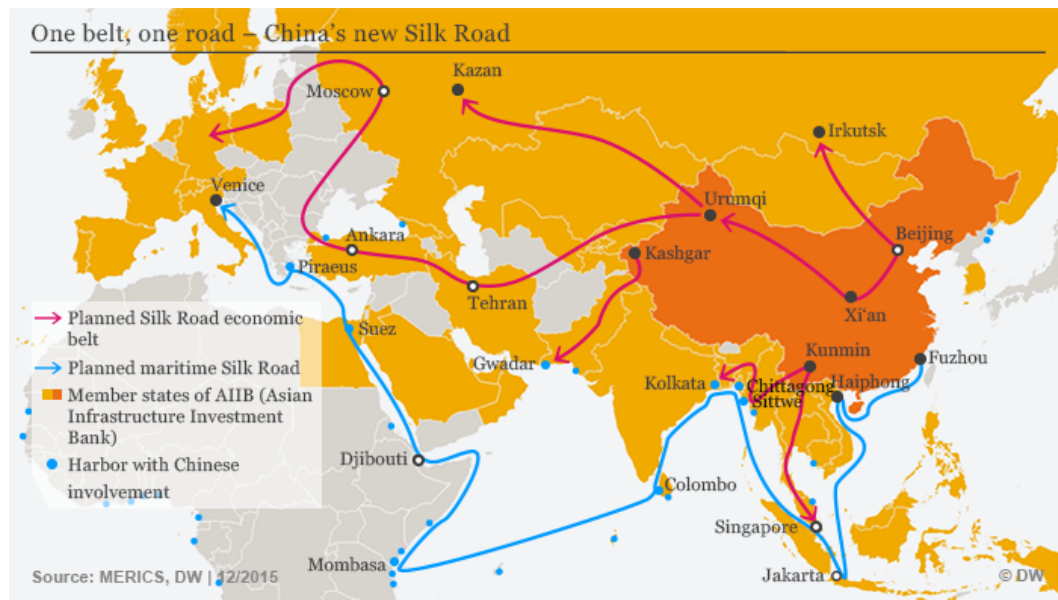 One belt, one road – China's new Silk Road
Kazan
Moscow
Irkutsk
Venice
Urumqi
Ankara
Beijing
Kashgar
Piraeus
Tehran
Xi‘an
Planned Silk Road economic
belt
Suez
Gwadar
Kunmin
Fuzhou
Planned maritime Silk Road
Kolkata
Chittagong
Haiphong
Sittwe
Member states of AIIB (Asian
Infrastructure Investment
Bank)
Djibouti
Harbor with Chinese
involvement
Colombo
Singapore
Mombasa
Jakarta
Source: MERICS, DW | 12/2015
© DW